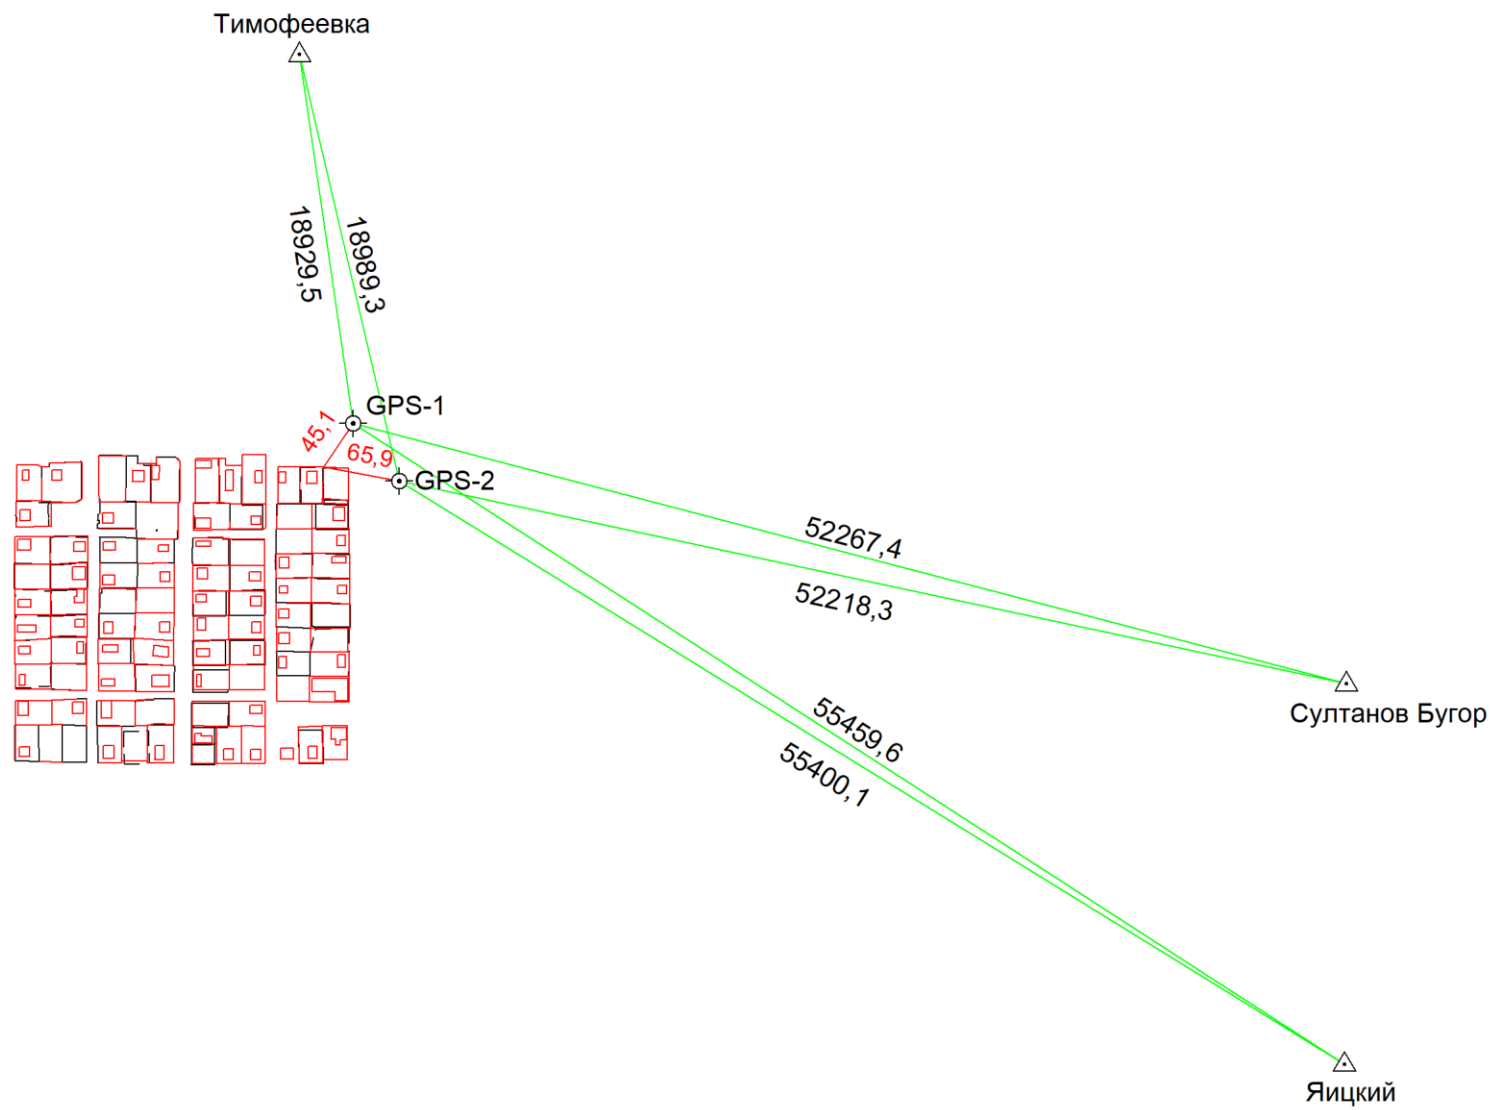 Тимофеевка
18929,5
18989,3
GPS-1
45,1
65,9
GPS-2
52267,4
52218,3
Султанов Бугор
55459,6
55400,1
Яицкий